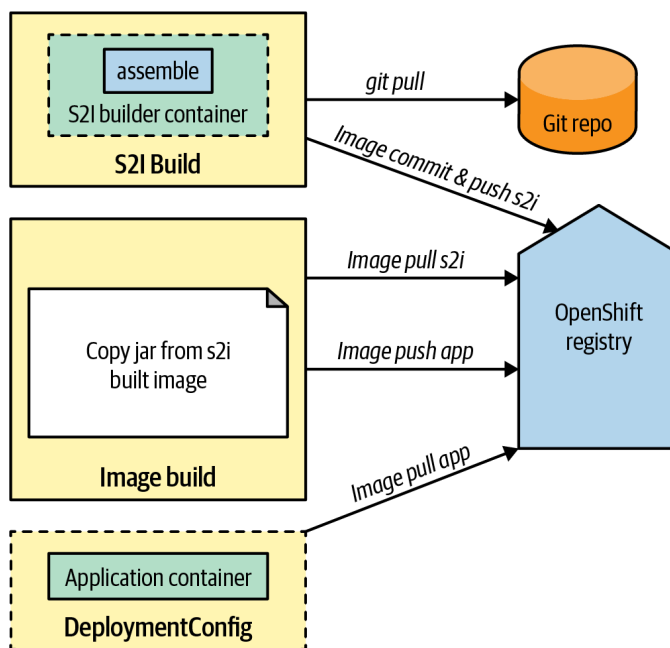 assemble
S2I builder container
S2I Build
git pull
Git repo
Image commit & push s2i
Image pull s2i
OpenShift
registry
Copy jar from s2i
built image
Image push app
Image build
Image pull app
Application container
DeploymentConfig